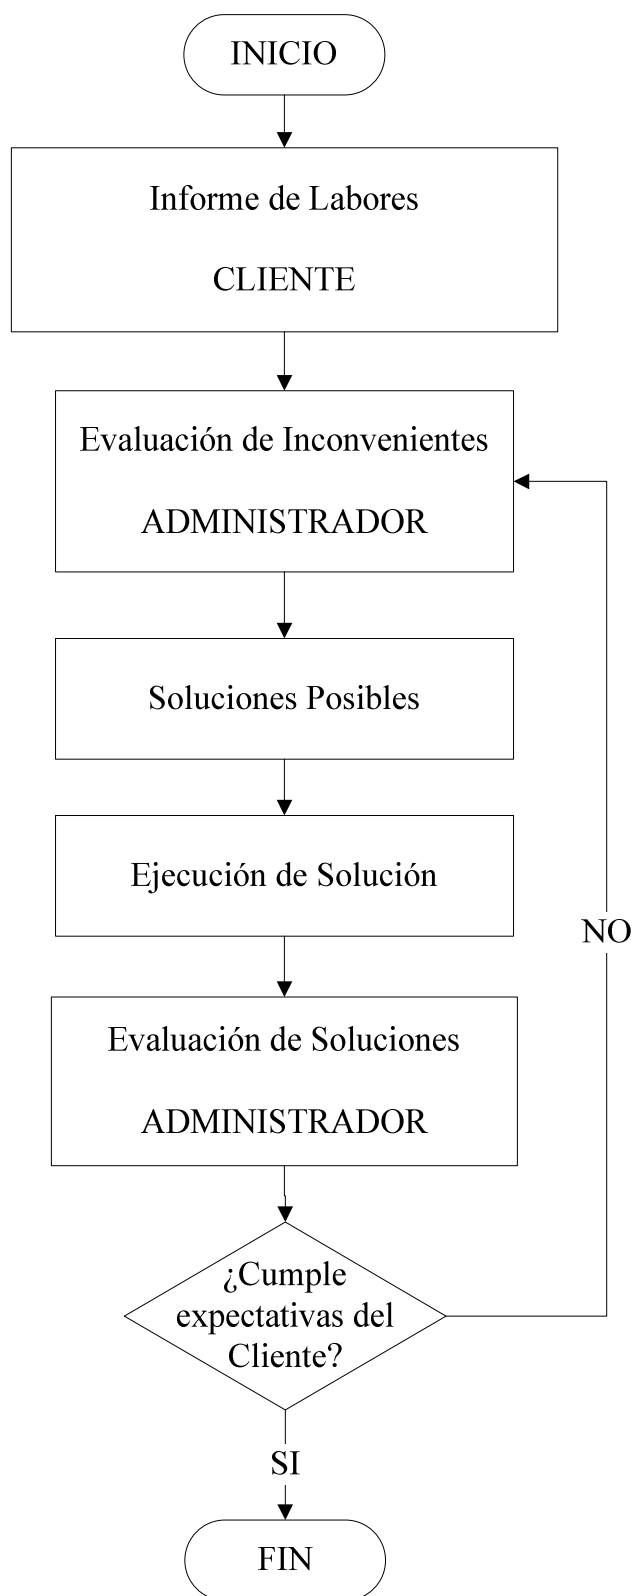 INICIO
Informe de Labores
CLIENTE
Evaluación de Inconvenientes
ADMINISTRADOR
Soluciones Posibles
Ejecución de Solución
NO
Evaluación de Soluciones
ADMINISTRADOR
¿Cumple
expectativas del
Cliente?
SI
FIN